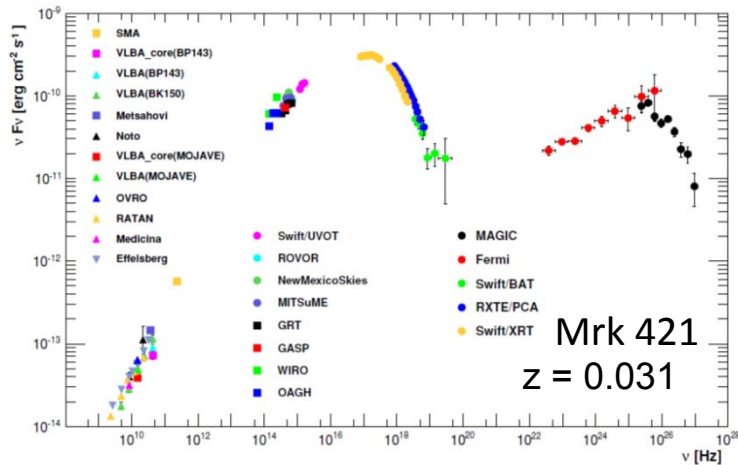 ν Fν [erg cm⁻² s⁻¹]
10⁻⁹
10⁻¹⁰
10⁻¹¹
10⁻¹²
10⁻¹³
10⁻¹⁴
SMA
VLBA_core(BP143)
VLBA(BP143)
VLBA(BK150)
Metsahovi
Noto
VLBA_core(MOJAVE)
VLBA(MOJAVE)
OVRO
RATAN
Medicina
Effelsberg
Swift/UVOT
ROVOR
NewMexicoSkies
MITSuME
GRT
GASP
WIRO
OAGH
MAGIC
Fermi
Swift/BAT
RXTE/PCA
Swift/XRT
Mrk 421
z = 0.031
10¹⁰ 10¹² 10¹⁴ 10¹⁶ 10¹⁸ 10²⁰ 10²² 10²⁴ 10²⁶ 10²⁸
ν [Hz]